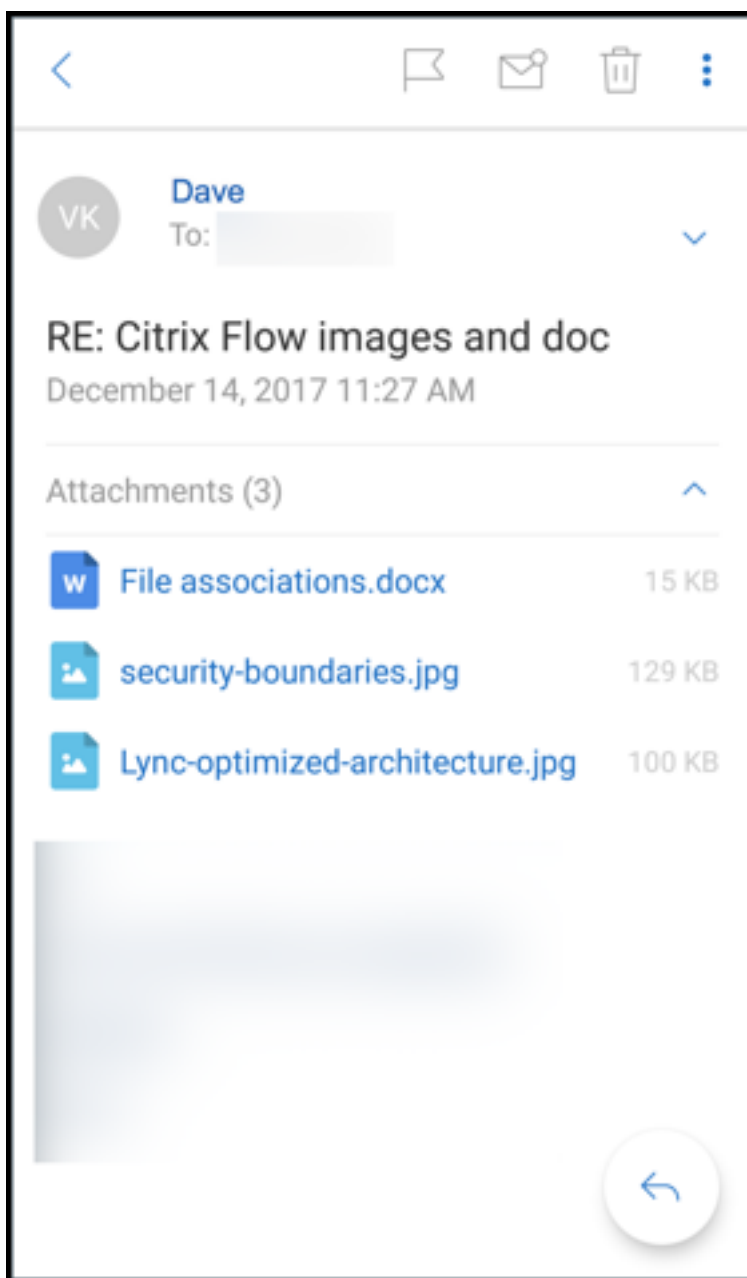 VK
Dave
To:
RE: Citrix Flow images and doc
December 14, 2017 11:27 AM
Attachments (3)
W File associations.docx 15 KB
security-boundaries.jpg 129 KB
Lync-optimized-architecture.jpg 100 KB